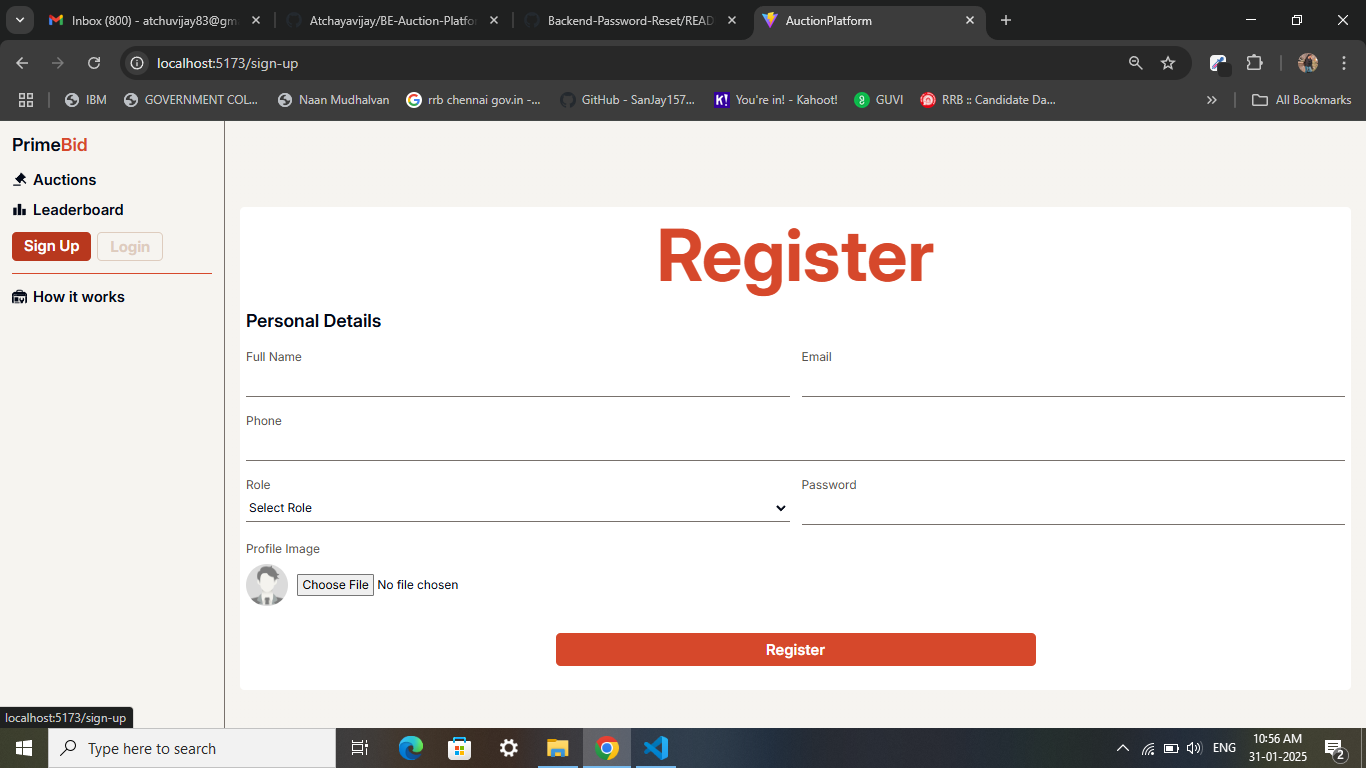 Inbox (800) - atchuvijay83@gm
Atchayavijay/BE-Auction-Platfo
Backend-Password-Reset/READ
AuctionPlatform
localhost:5173/sign-up
IBM
GOVERNMENT COL...
Naan Mudhalvan
rrb chennai gov.in -...
GitHub - SanJay157...
You're in! - Kahoot!
GUVI
RRB :: Candidate Da...
All Bookmarks
PrimeBid
Auctions
Leaderboard
Sign Up
Login
How it works
Register
Personal Details
Full Name
Email
Phone
Role
Password
Select Role
Profile Image
Choose File No file chosen
Register
localhost:5173/sign-up
Type here to search
ENG
10:56 AM
31-01-2025
2